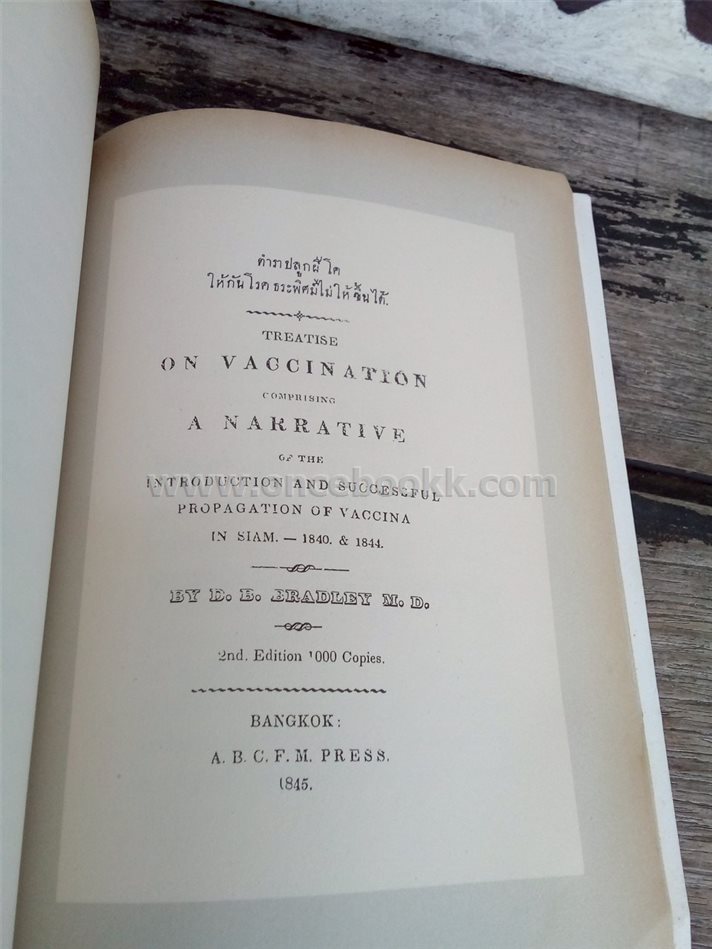 ตำราปลูกฝีโค
ให้กันโรคธระพิศม์ไม่ให้ขึ้นได้.
TREATISE
ON VACCINATION
COMPRISING
A NARRATIVE
OF THE
INTRODUCTION AND SUCCESSFUL
www.oncebookk.com
PROPAGATION OF VACCINA
IN SIAM. — 1840. & 1844.
BY D. B. BRADLEY M. D.
2nd. Edition 1000 Copies.
BANGKOK:
A. B. C. F. M. PRESS.
1845.